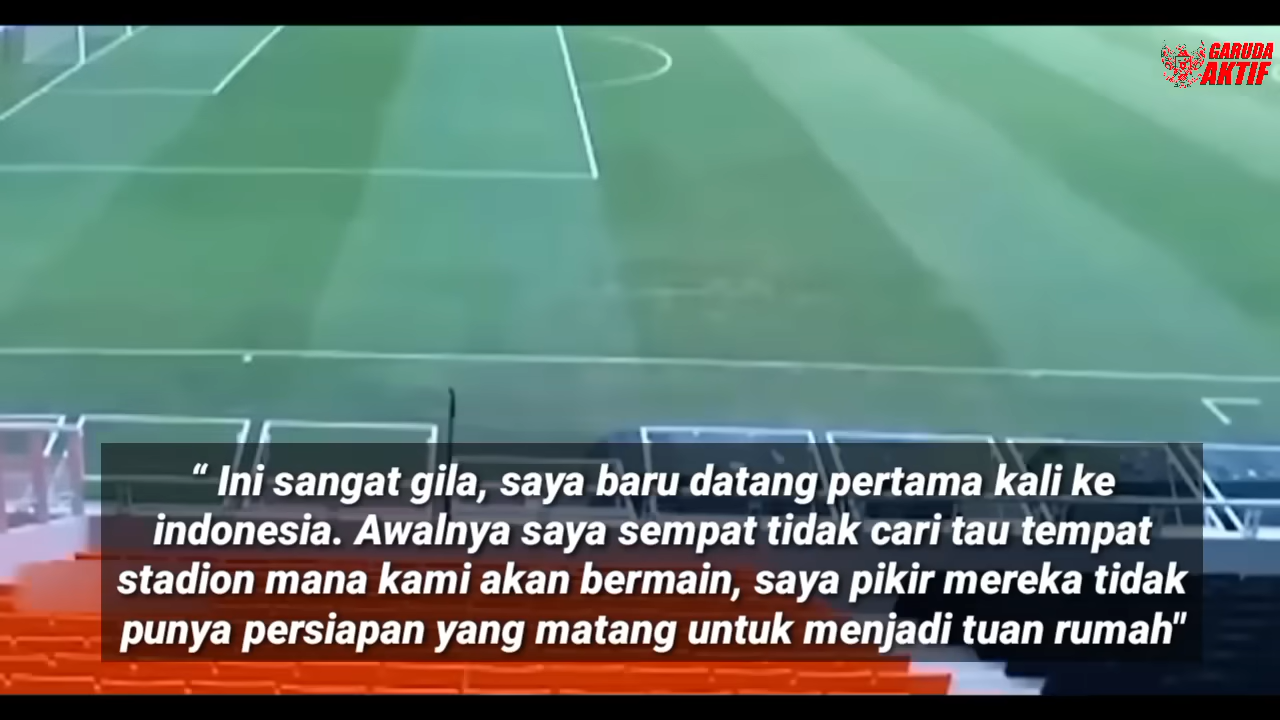 GARUDA
AKTIF
“ Ini sangat gila, saya baru datang pertama kali ke
indonesia. Awalnya saya sempat tidak cari tau tempat
stadion mana kami akan bermain, saya pikir mereka tidak
punya persiapan yang matang untuk menjadi tuan rumah"